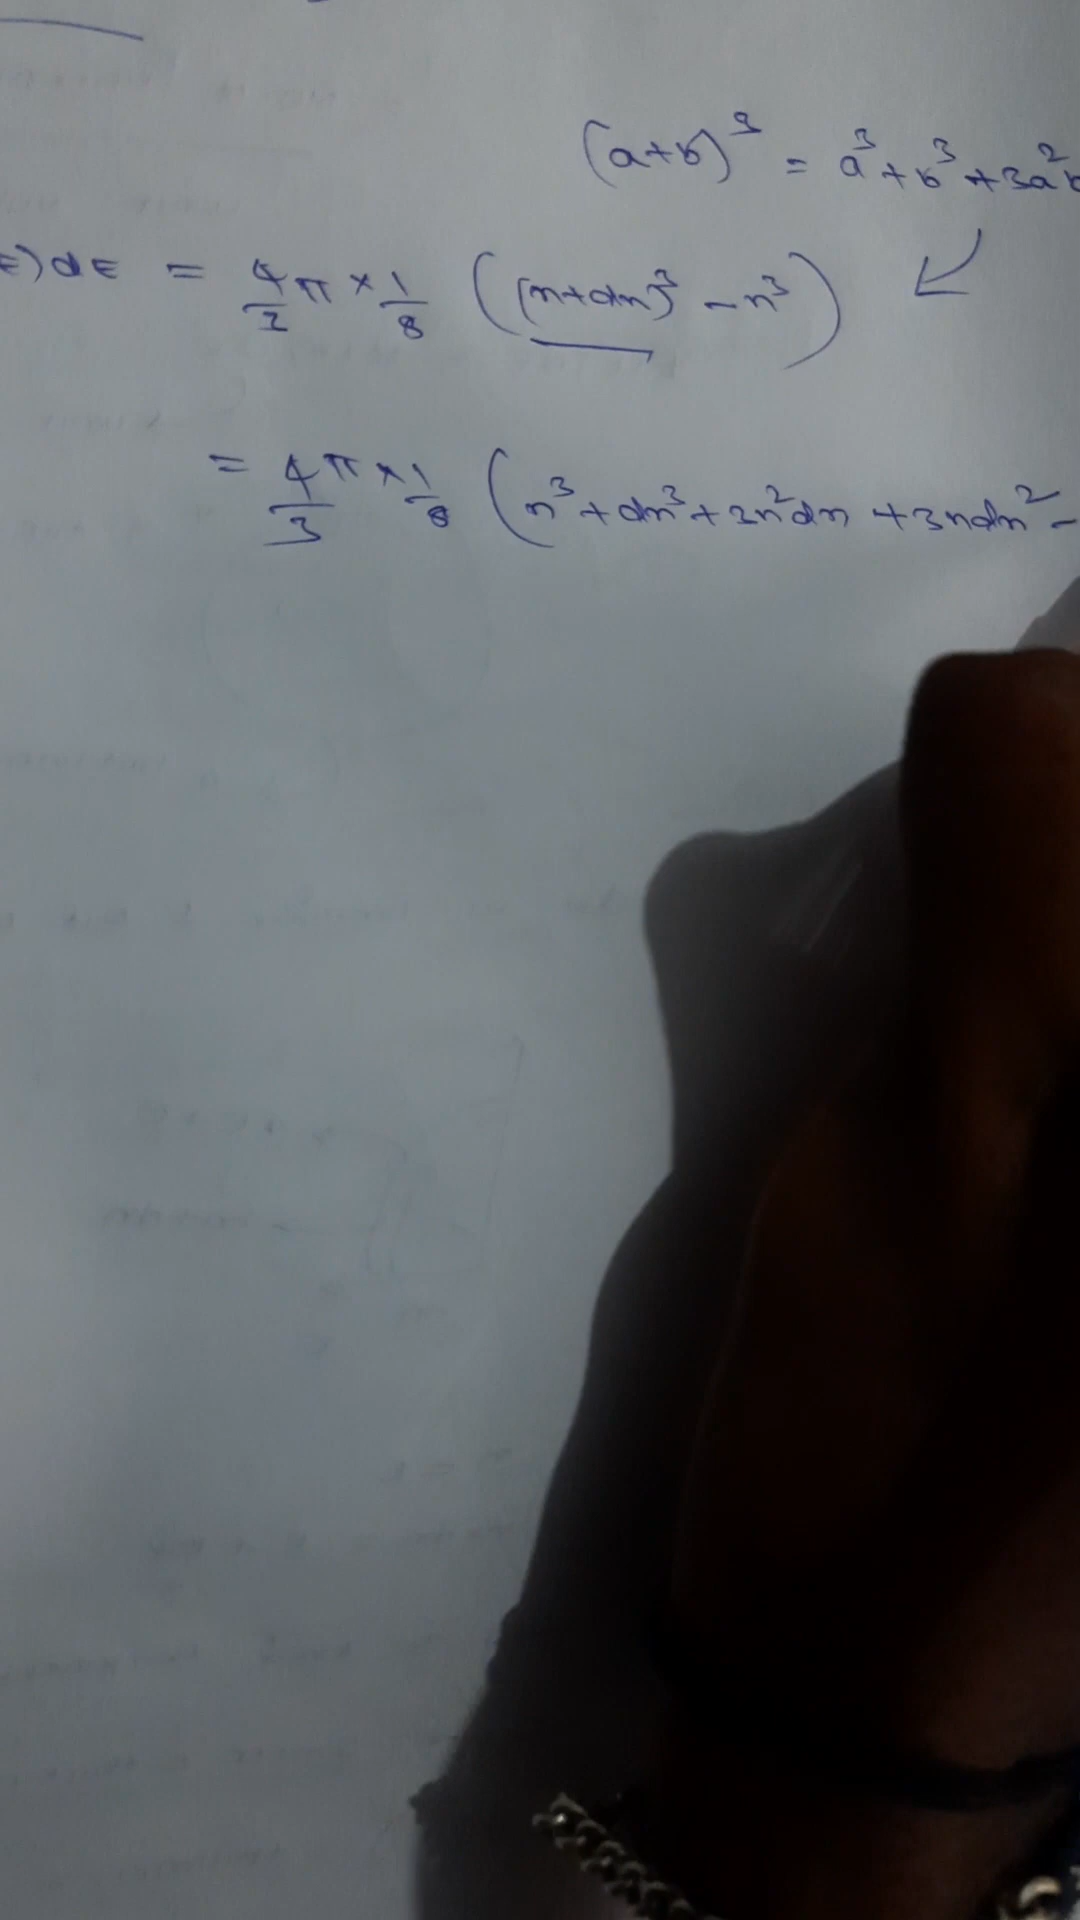 (a+b)³ = a³+b³+3a²b
E)dE = 4/3 π × 1/8 ((n+dn)³ - n³)
= 4/3 π × 1/8 (n³+dn³+3n²dn+3ndn² -